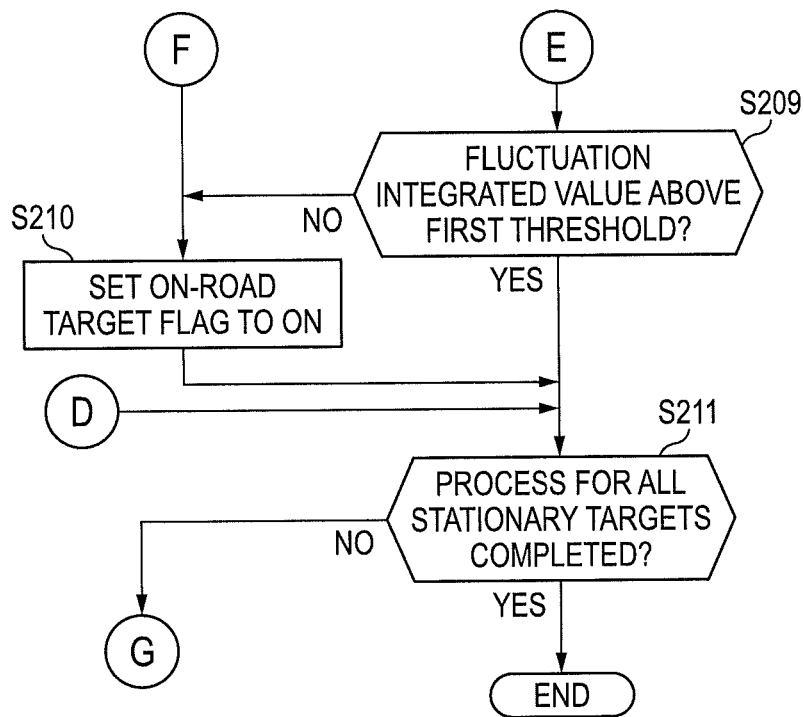 F
E
S209
FLUCTUATION
INTEGRATED VALUE ABOVE
FIRST THRESHOLD?
NO
YES
S210
SET ON-ROAD
TARGET FLAG TO ON
D
S211
PROCESS FOR ALL
STATIONARY TARGETS
COMPLETED?
NO
YES
G
END